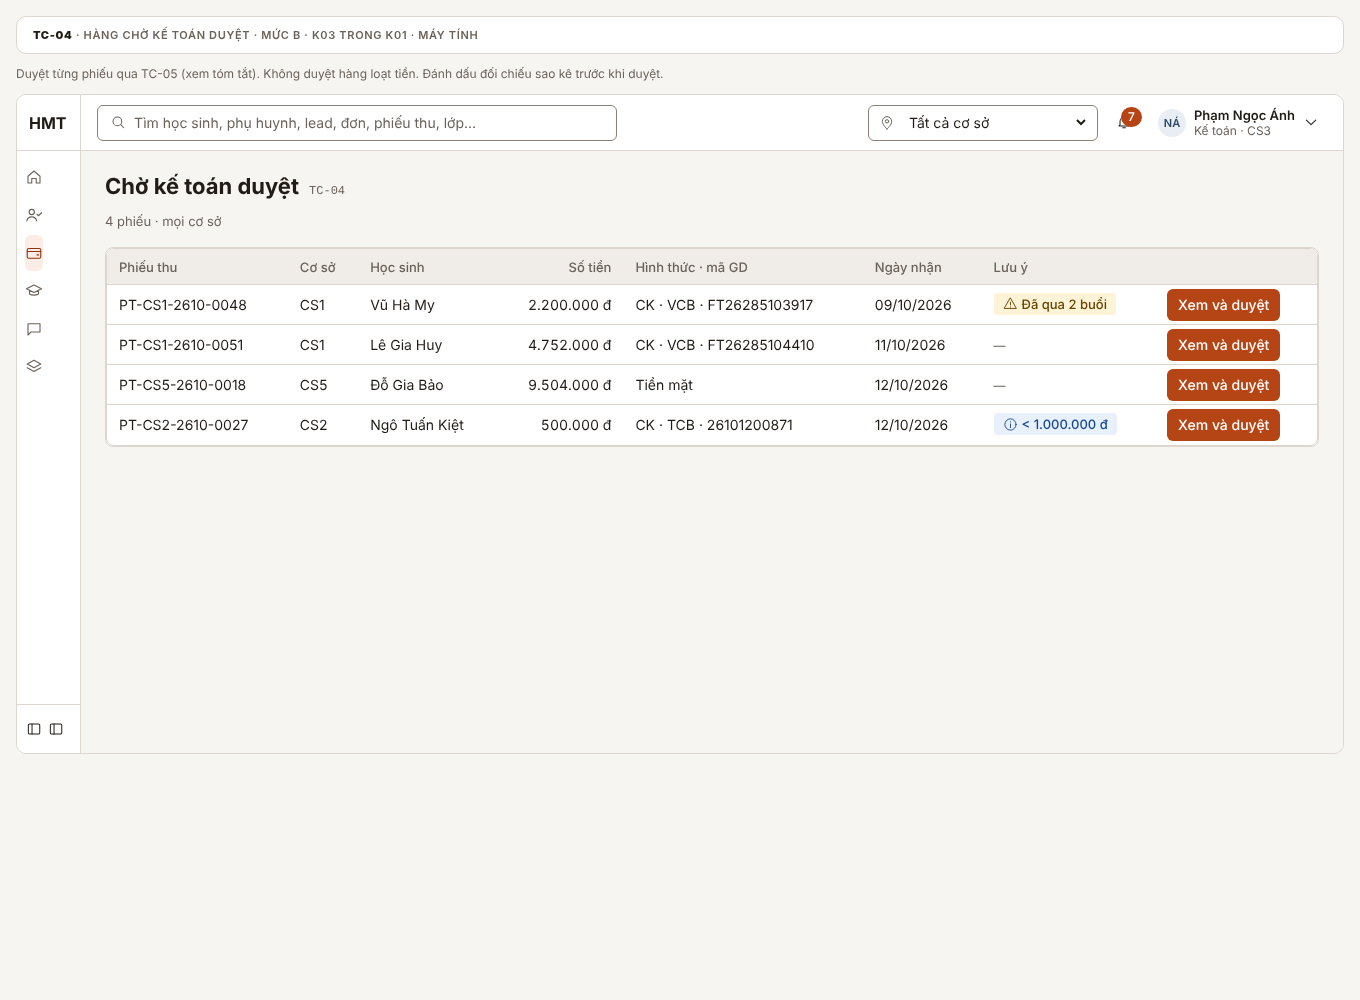 TC-04 · HÀNG CHỜ KẾ TOÁN DUYỆT · MỨC B · K03 TRONG K01 · MÁY TÍNH
Duyệt từng phiếu qua TC-05 (xem tóm tắt). Không duyệt hàng loạt tiền. Đánh dấu đối chiếu sao kê trước khi duyệt.
HMT
Tìm học sinh, phụ huynh, lead, đơn, phiếu thu, lớp...
Tất cả cơ sở
7
NÁ
Phạm Ngọc Ánh
Kế toán · CS3
Chờ kế toán duyệt TC-04
4 phiếu · mọi cơ sở
Phiếu thu Cơ sở Học sinh Số tiền Hình thức · mã GD Ngày nhận Lưu ý
PT-CS1-2610-0048 CS1 Vũ Hà My 2.200.000 đ CK · VCB · FT26285103917 09/10/2026 Đã qua 2 buổi Xem và duyệt
PT-CS1-2610-0051 CS1 Lê Gia Huy 4.752.000 đ CK · VCB · FT26285104410 11/10/2026 — Xem và duyệt
PT-CS5-2610-0018 CS5 Đỗ Gia Bảo 9.504.000 đ Tiền mặt 12/10/2026 — Xem và duyệt
PT-CS2-2610-0027 CS2 Ngô Tuấn Kiệt 500.000 đ CK · TCB · 26101200871 12/10/2026 < 1.000.000 đ Xem và duyệt